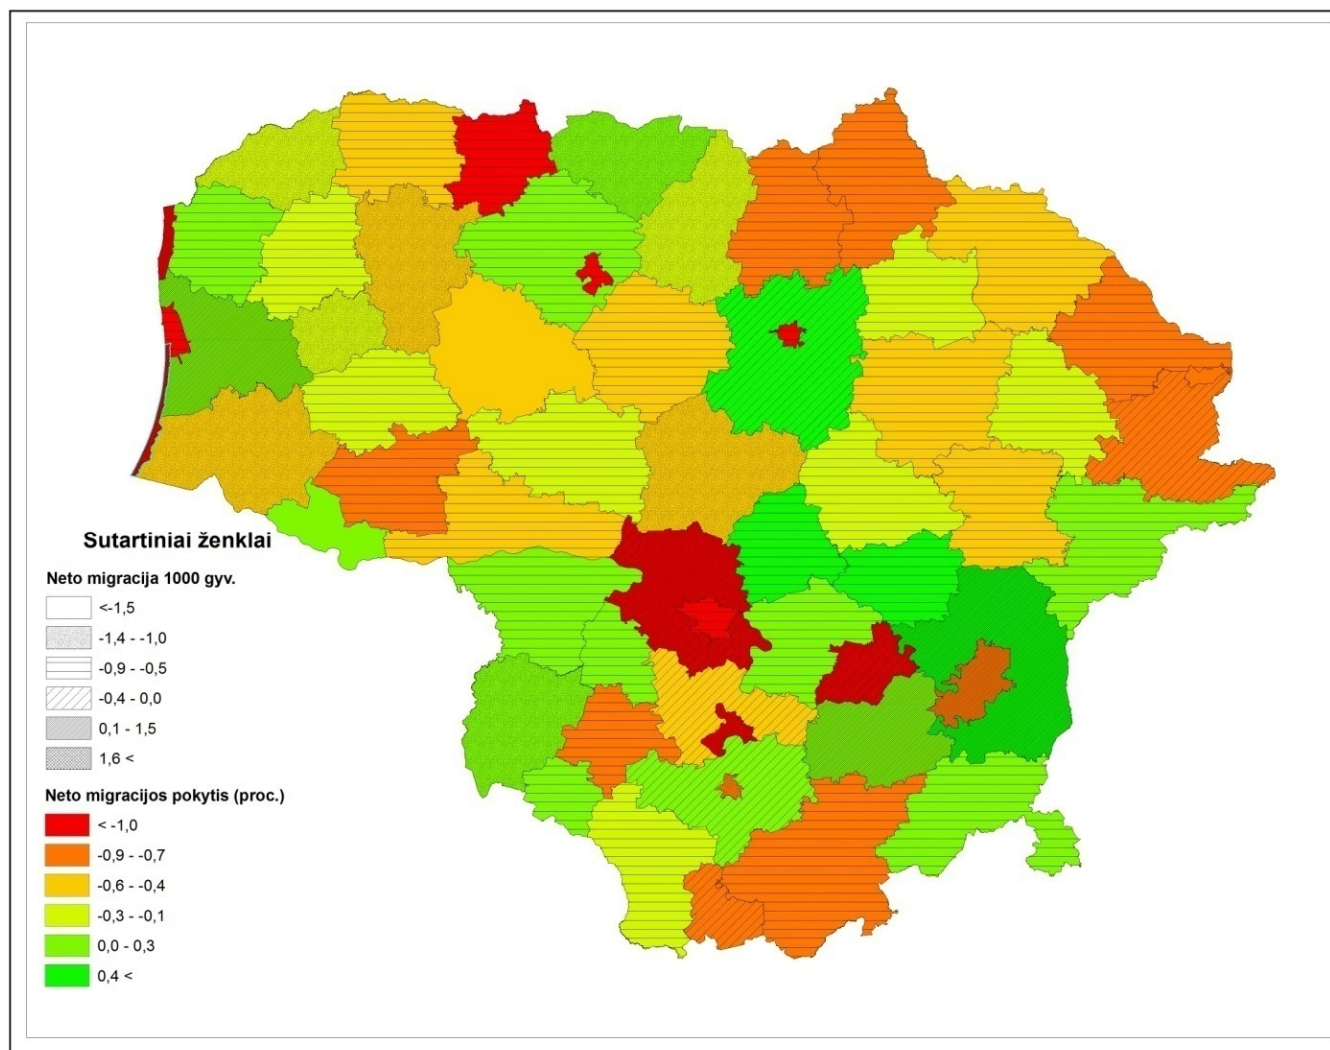 Sutartiniai ženklai
Neto migracija 1000 gyv.
<-1,5
-1,4 - -1,0
-0,9 - -0,5
-0,4 - 0,0
0,1 - 1,5
1,6 <
Neto migracijos pokytis (proc.)
< -1,0
-0,9 - -0,7
-0,6 - -0,4
-0,3 - -0,1
0,0 - 0,3
0,4 <